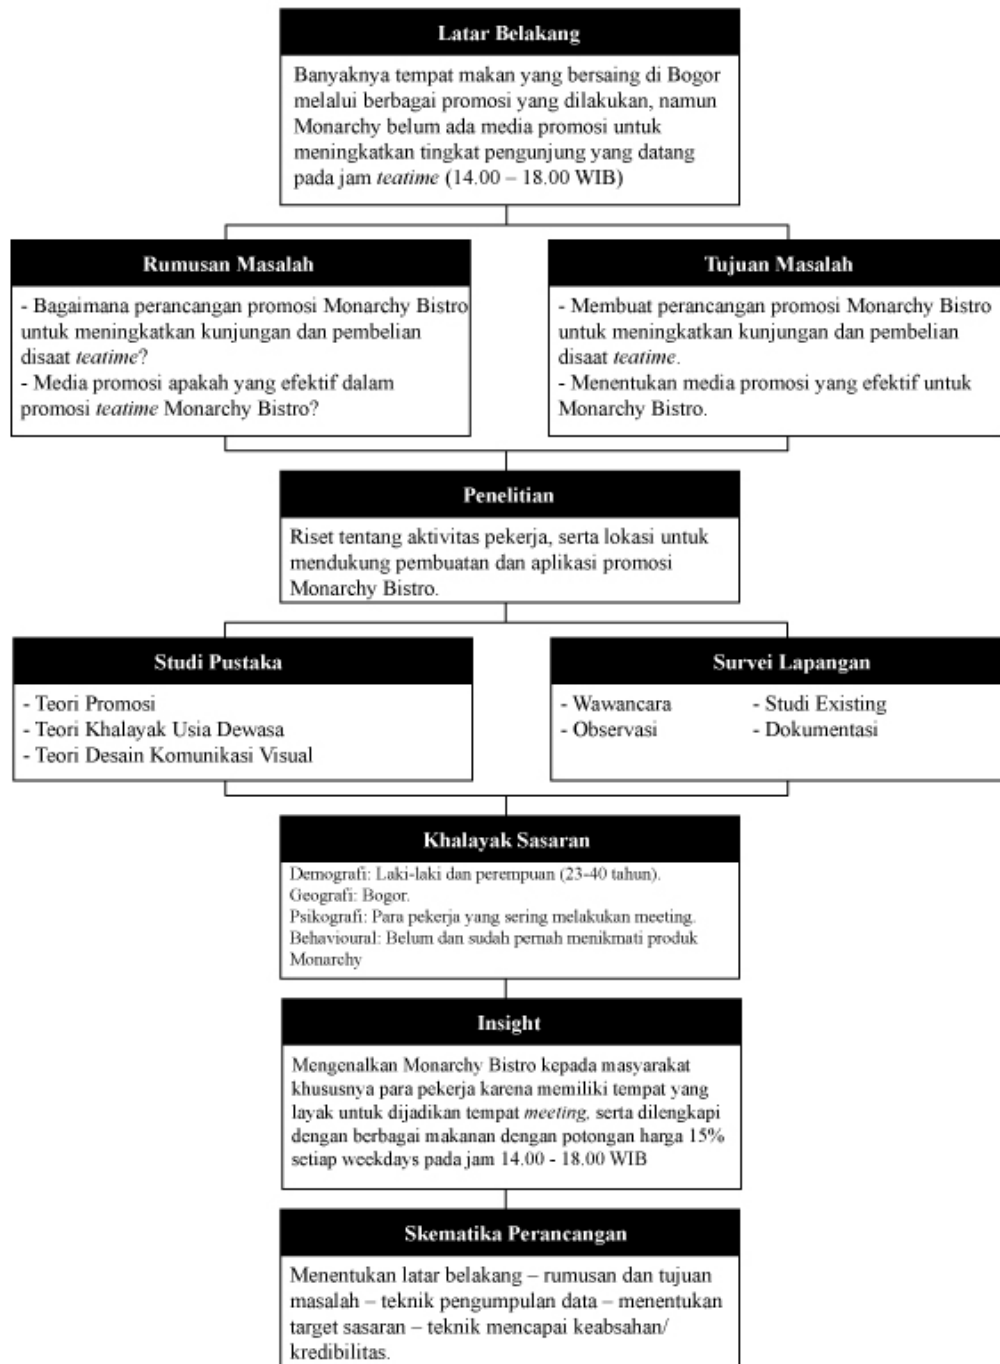 Latar Belakang
Banyaknya tempat makan yang bersaing di Bogor
melalui berbagai promosi yang dilakukan, namun
Monarchy belum ada media promosi untuk
meningkatkan tingkat pengunjung yang datang
pada jam teatime (14.00 – 18.00 WIB)
Rumusan Masalah
- Bagaimana perancangan promosi Monarchy Bistro
untuk meningkatkan kunjungan dan pembelian
disaat teatime?
- Media promosi apakah yang efektif dalam
promosi teatime Monarchy Bistro?
Tujuan Masalah
- Membuat perancangan promosi Monarchy Bistro
untuk meningkatkan kunjungan dan pembelian
disaat teatime.
- Menentukan media promosi yang efektif untuk
Monarchy Bistro.
Penelitian
Riset tentang aktivitas pekerja, serta lokasi untuk
mendukung pembuatan dan aplikasi promosi
Monarchy Bistro.
Studi Pustaka
- Teori Promosi
- Teori Khalayak Usia Dewasa
- Teori Desain Komunikasi Visual
Survei Lapangan
- Wawancara - Studi Existing
- Observasi - Dokumentasi
Khalayak Sasaran
Demografi: Laki-laki dan perempuan (23-40 tahun).
Geografi: Bogor.
Psikografi: Para pekerja yang sering melakukan meeting.
Behavioural: Belum dan sudah pernah menikmati produk
Monarchy
Insight
Mengenalkan Monarchy Bistro kepada masyarakat
khususnya para pekerja karena memiliki tempat yang
layak untuk dijadikan tempat meeting, serta dilengkapi
dengan berbagai makanan dengan potongan harga 15%
setiap weekdays pada jam 14.00 - 18.00 WIB
Skematika Perancangan
Menentukan latar belakang – rumusan dan tujuan
masalah – teknik pengumpulan data – menentukan
target sasaran – teknik mencapai keabsahan/
kredibilitas.